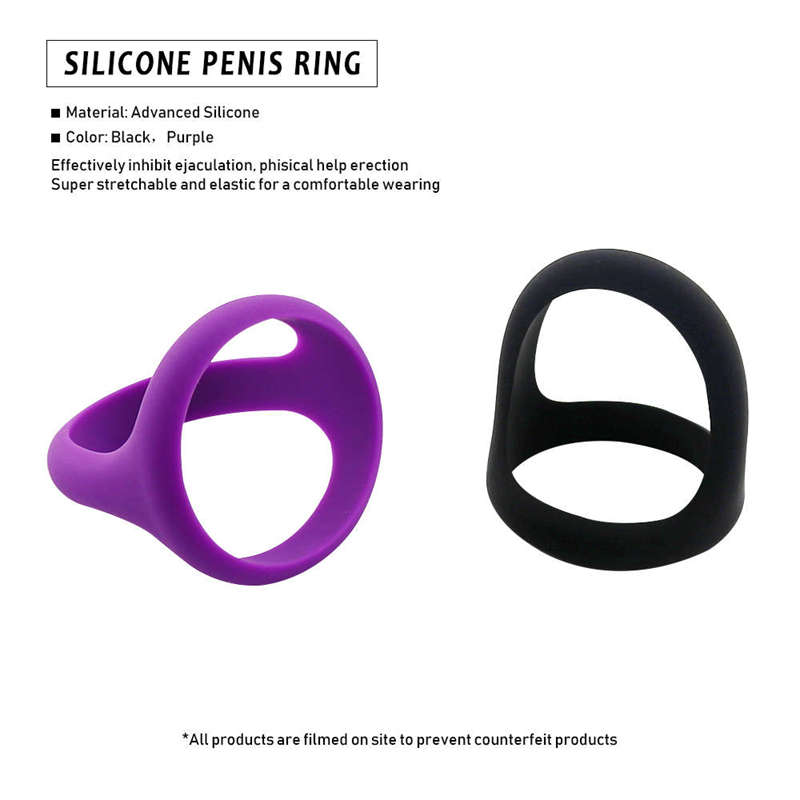 SILICONE PENIS RING
■ Material: Advanced Silicone
■ Color: Black, Purple
Effectively inhibit ejaculation, phisical help erection
Super stretchable and elastic for a comfortable wearing
*All products are filmed on site to prevent counterfeit products